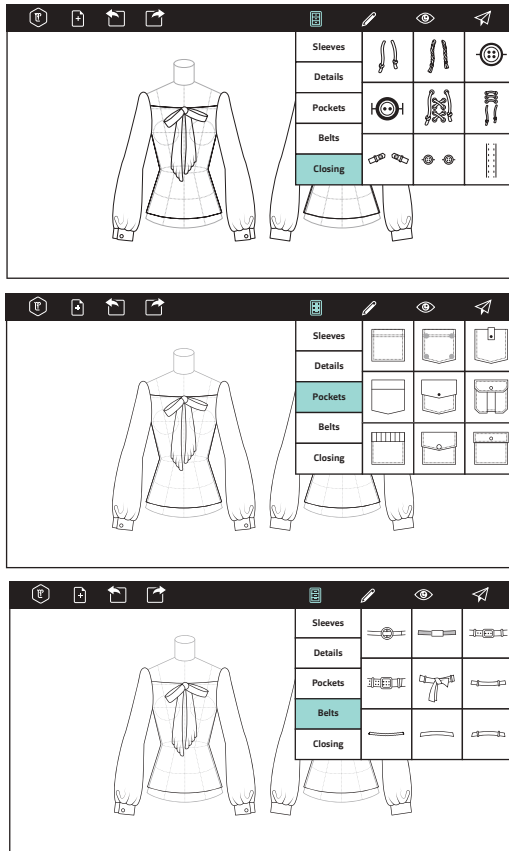 Sleeves
Details
Pockets
Belts
Closing
Sleeves
Details
Pockets
Belts
Closing
Sleeves
Details
Pockets
Belts
Closing